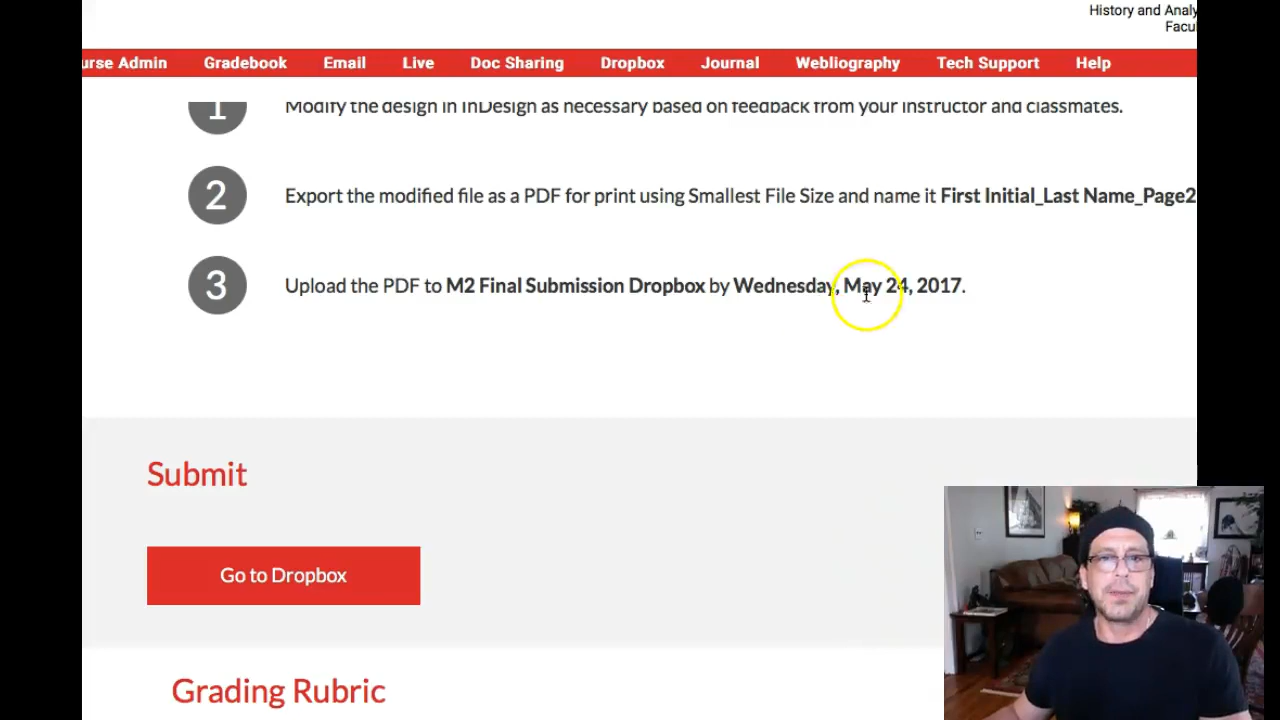 History and Analy
Facul
urse Admin Gradebook Email Live Doc Sharing Dropbox Journal Webliography Tech Support Help
1 Modify the design in InDesign as necessary based on feedback from your instructor and classmates.
2 Export the modified file as a PDF for print using Smallest File Size and name it First Initial_Last Name_Page2
3 Upload the PDF to M2 Final Submission Dropbox by Wednesday, May 24, 2017.
Submit
Go to Dropbox
Grading Rubric